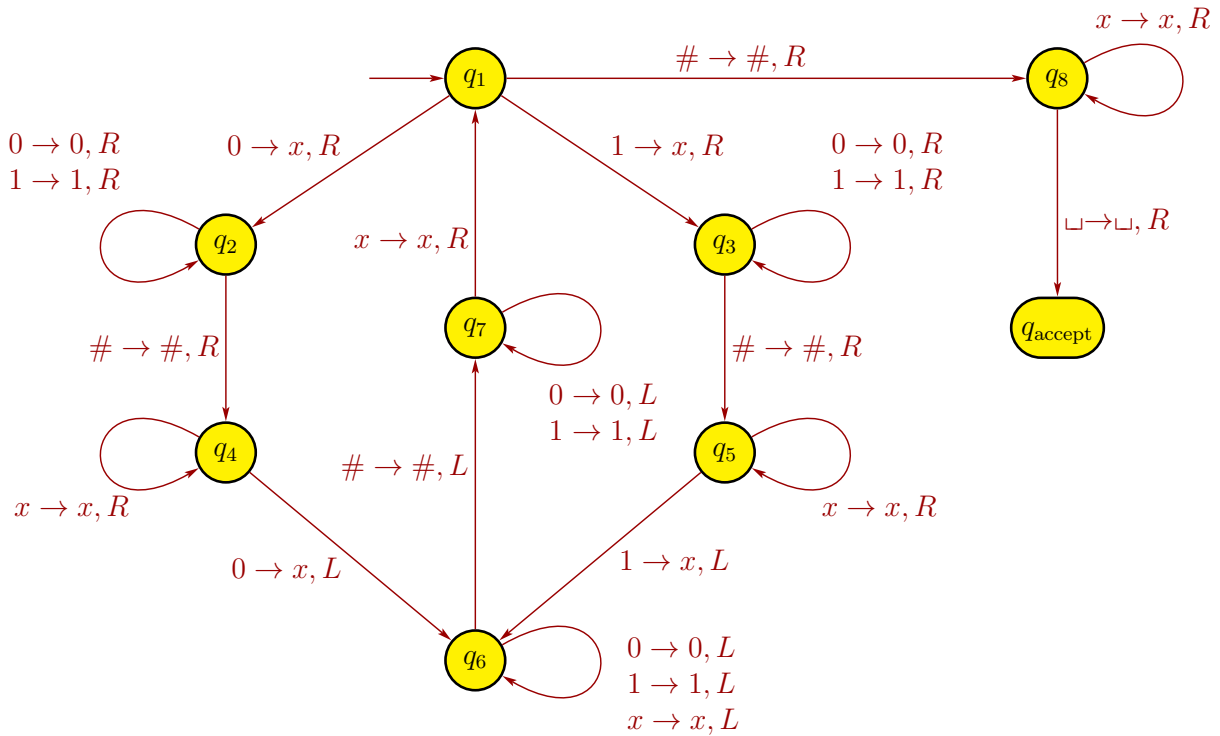 x → x, R
# → #, R
q₁
q₈
0 → 0, R
1 → 1, R
0 → x, R
1 → x, R
0 → 0, R
1 → 1, R
q₂
x → x, R
q₃
␣→␣, R
q₇
q_accept
# → #, R
# → #, R
0 → 0, L
1 → 1, L
q₄
# → #, L
q₅
x → x, R
x → x, R
0 → x, L
1 → x, L
q₆
0 → 0, L
1 → 1, L
x → x, L